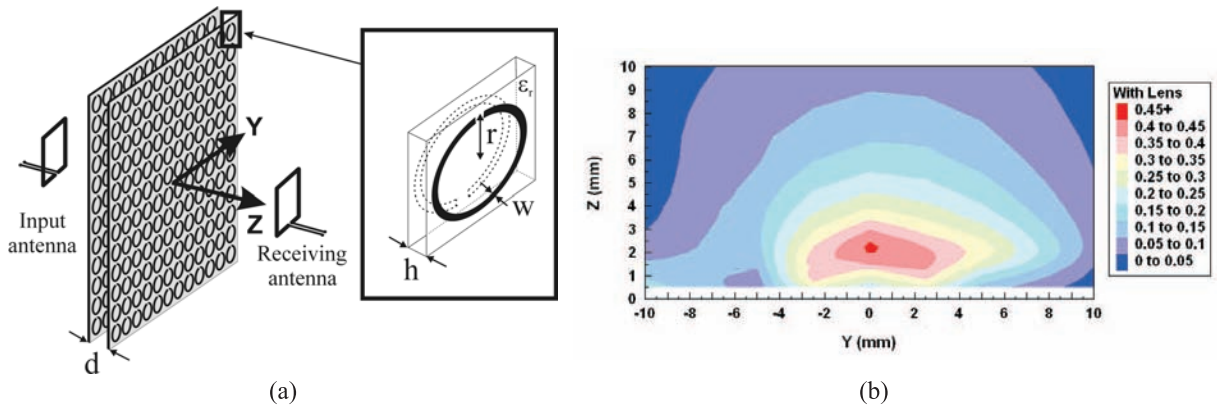 Input
antenna
Y
Z
Receiving
antenna
d
εr
r
w
h
(a)
10
9
8
7
6
5
4
3
2
1
0
Z (mm)
-10 -8 -6 -4 -2 0 2 4 6 8 10
Y (mm)
With Lens
0.45+
0.4 to 0.45
0.35 to 0.4
0.3 to 0.35
0.25 to 0.3
0.2 to 0.25
0.15 to 0.2
0.1 to 0.15
0.05 to 0.1
0 to 0.05
(b)